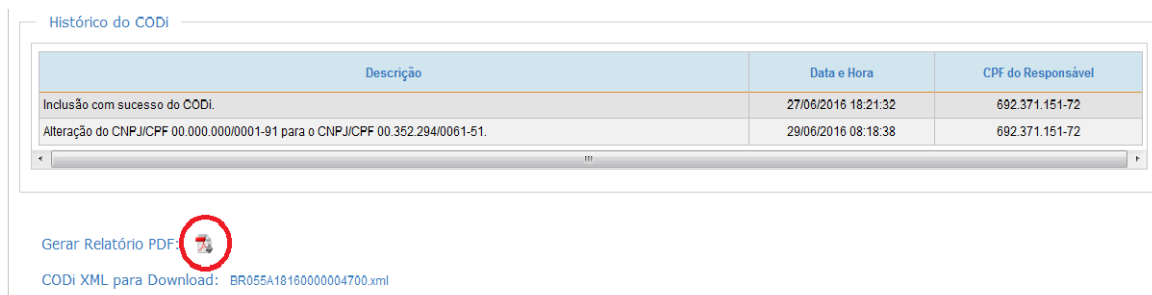 Histórico do CODi
Descrição Data e Hora CPF do Responsável
Inclusão com sucesso do CODi. 27/06/2016 18:21:32 692.371.151-72
Alteração do CNPJ/CPF 00.000.000/0001-91 para o CNPJ/CPF 00.352.294/0061-51. 29/06/2016 08:18:38 692.371.151-72
Gerar Relatório PDF:
CODi XML para Download: BR055A18160000004700.xml